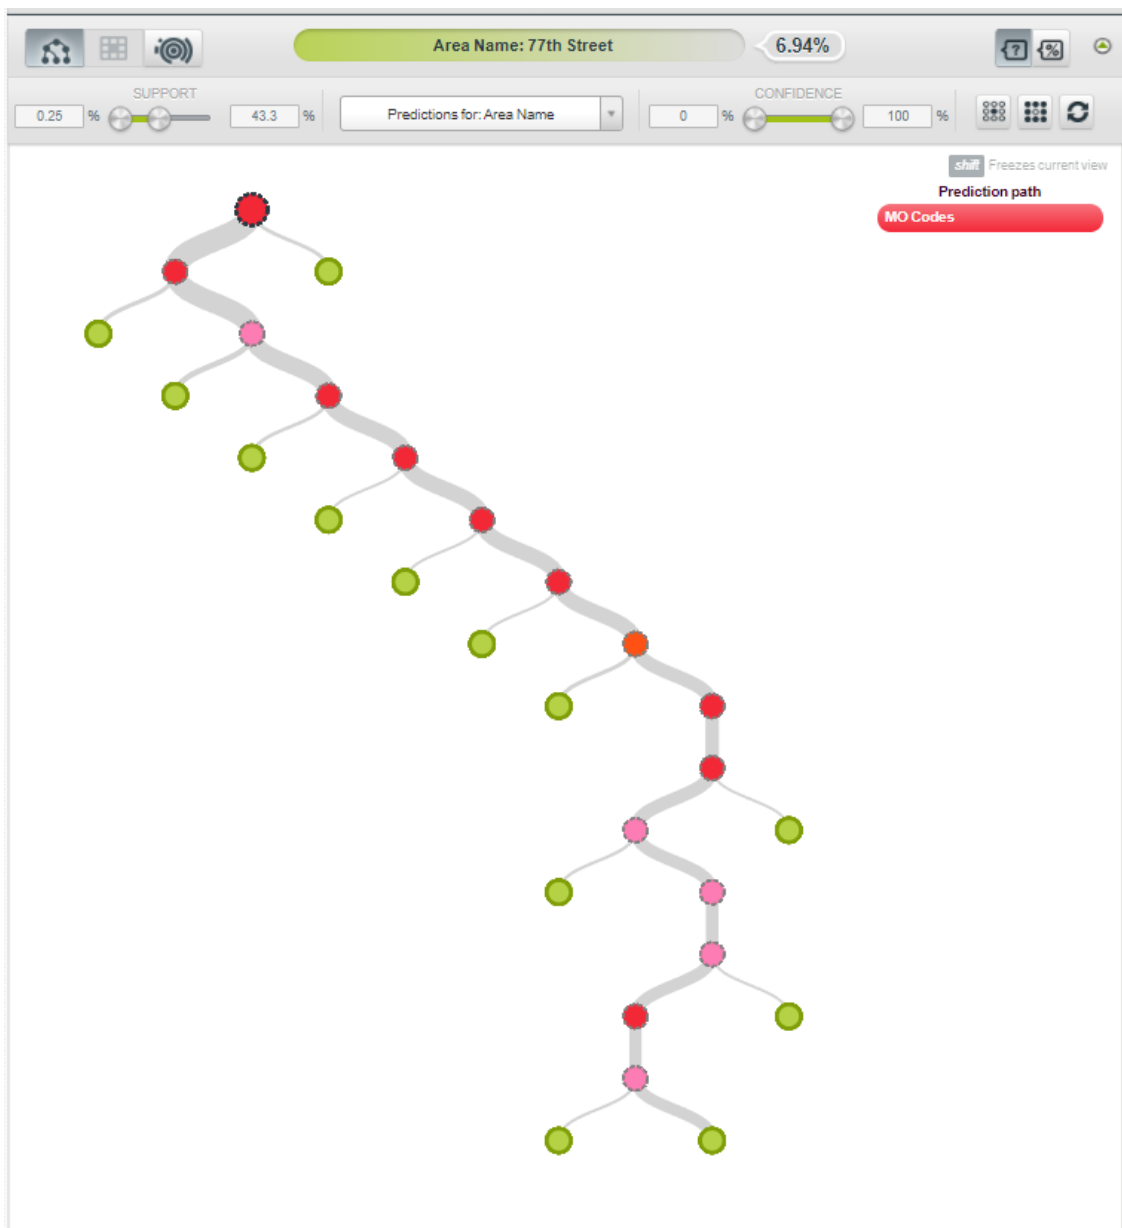 Area Name: 77th Street
6.94%
? %
SUPPORT
0.25 % 43.3 %
Predictions for: Area Name
CONFIDENCE
0 % 100 %
shift Freezes current view
Prediction path
MO Codes